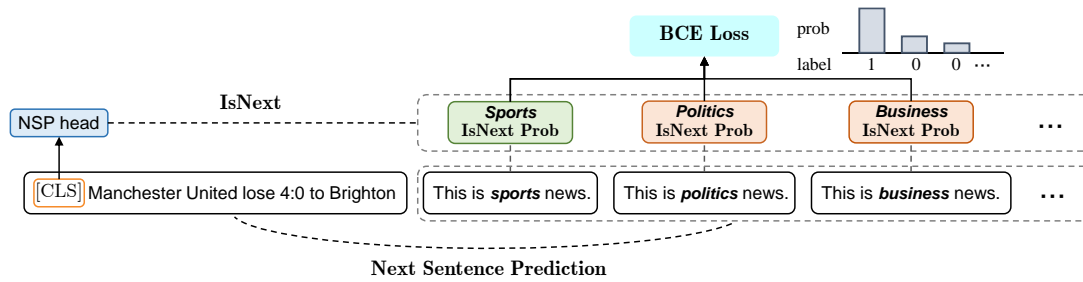 BCE Loss
prob
label 1 0 0 ...
IsNext
NSP head
Sports
IsNext Prob
Politics
IsNext Prob
Business
IsNext Prob
...
[CLS] Manchester United lose 4:0 to Brighton
This is sports news.
This is politics news.
This is business news.
...
Next Sentence Prediction